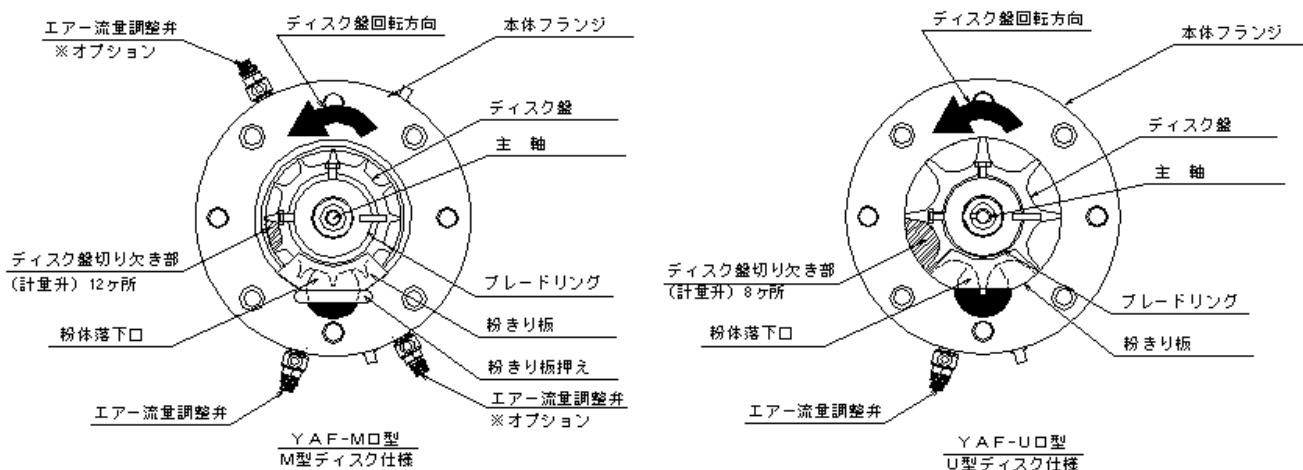 エアー流量調整弁
※オプション
ディスク盤回転方向
本体フランジ
ディスク盤
主 軸
ディスク盤切り欠き部
(計量升) 12ヶ所
ブレードリング
粉体落下口
粉きり板
粉きり板押え
エアー流量調整弁
エアー流量調整弁
※オプション
YAF-M□型
M型ディスク仕様
ディスク盤回転方向
本体フランジ
ディスク盤
主 軸
ディスク盤切り欠き部
(計量升) 8ヶ所
ブレードリング
粉体落下口
粉きり板
エアー流量調整弁
YAF-U□型
U型ディスク仕様